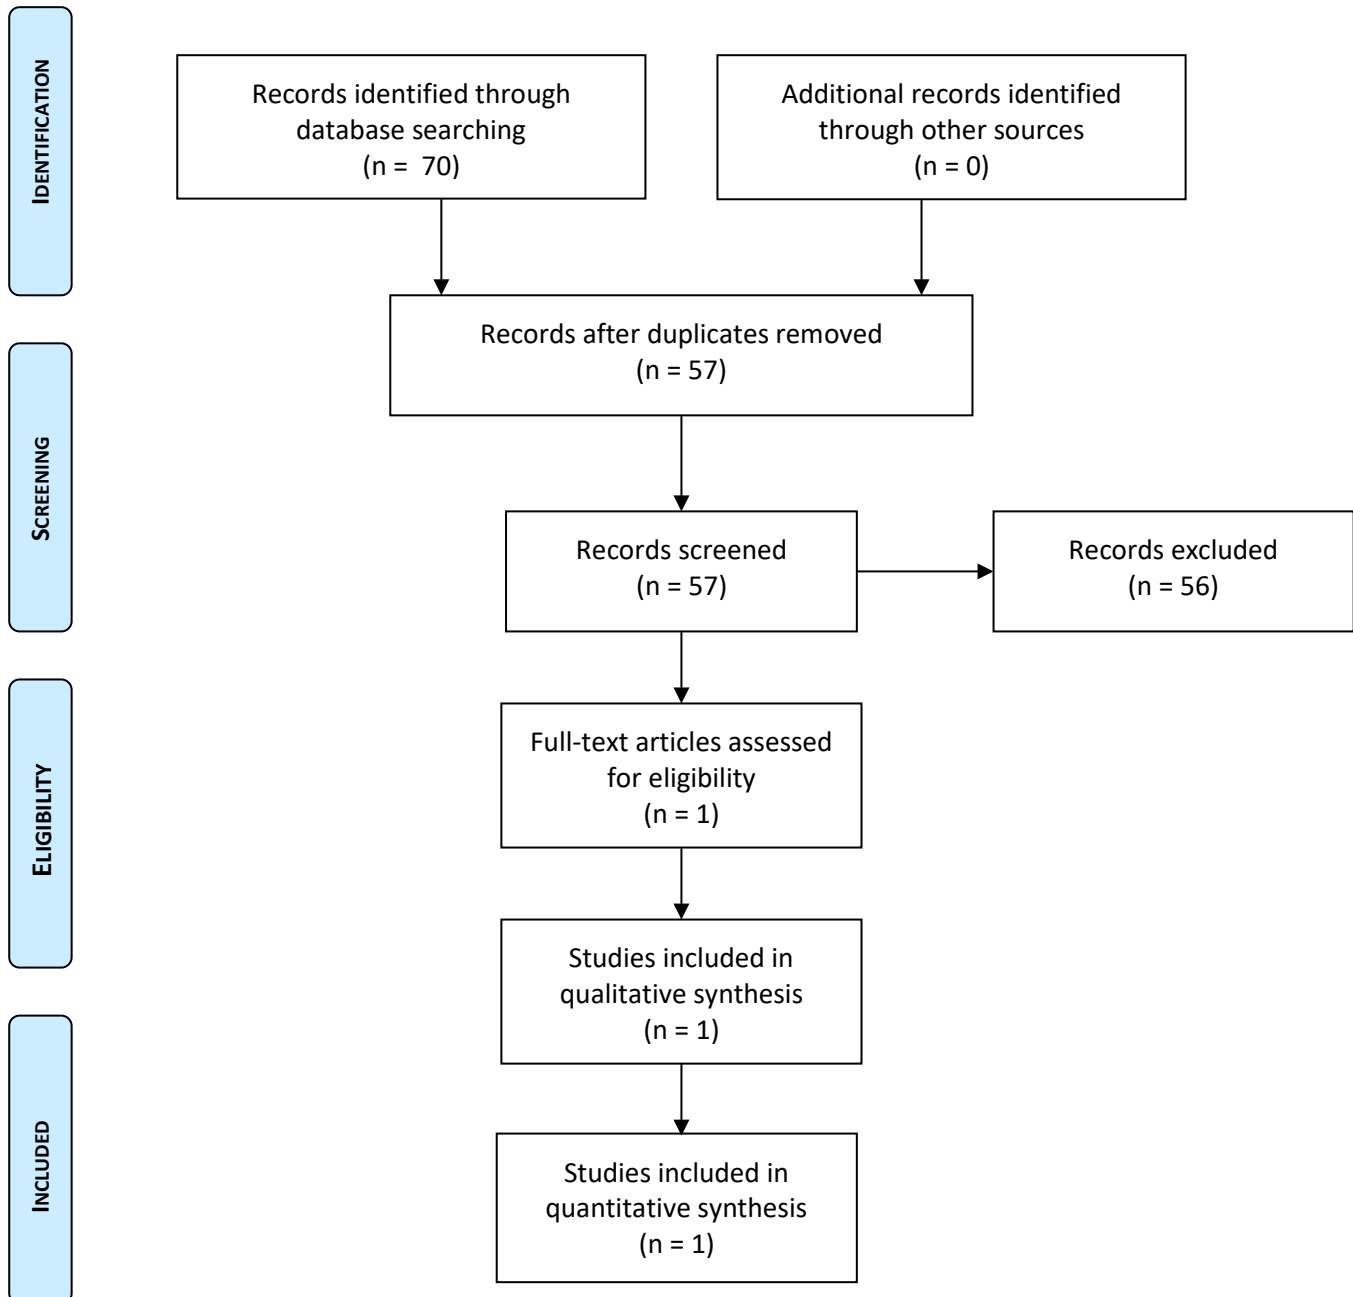 IDENTIFICATION
Records identified through
database searching
(n =  70)
Additional records identified
through other sources
(n = 0)
Records after duplicates removed
(n = 57)
SCREENING
Records screened
(n = 57)
Records excluded
(n = 56)
ELIGIBILITY
Full-text articles assessed
for eligibility
(n = 1)
Studies included in
qualitative synthesis
(n = 1)
INCLUDED
Studies included in
quantitative synthesis
(n = 1)